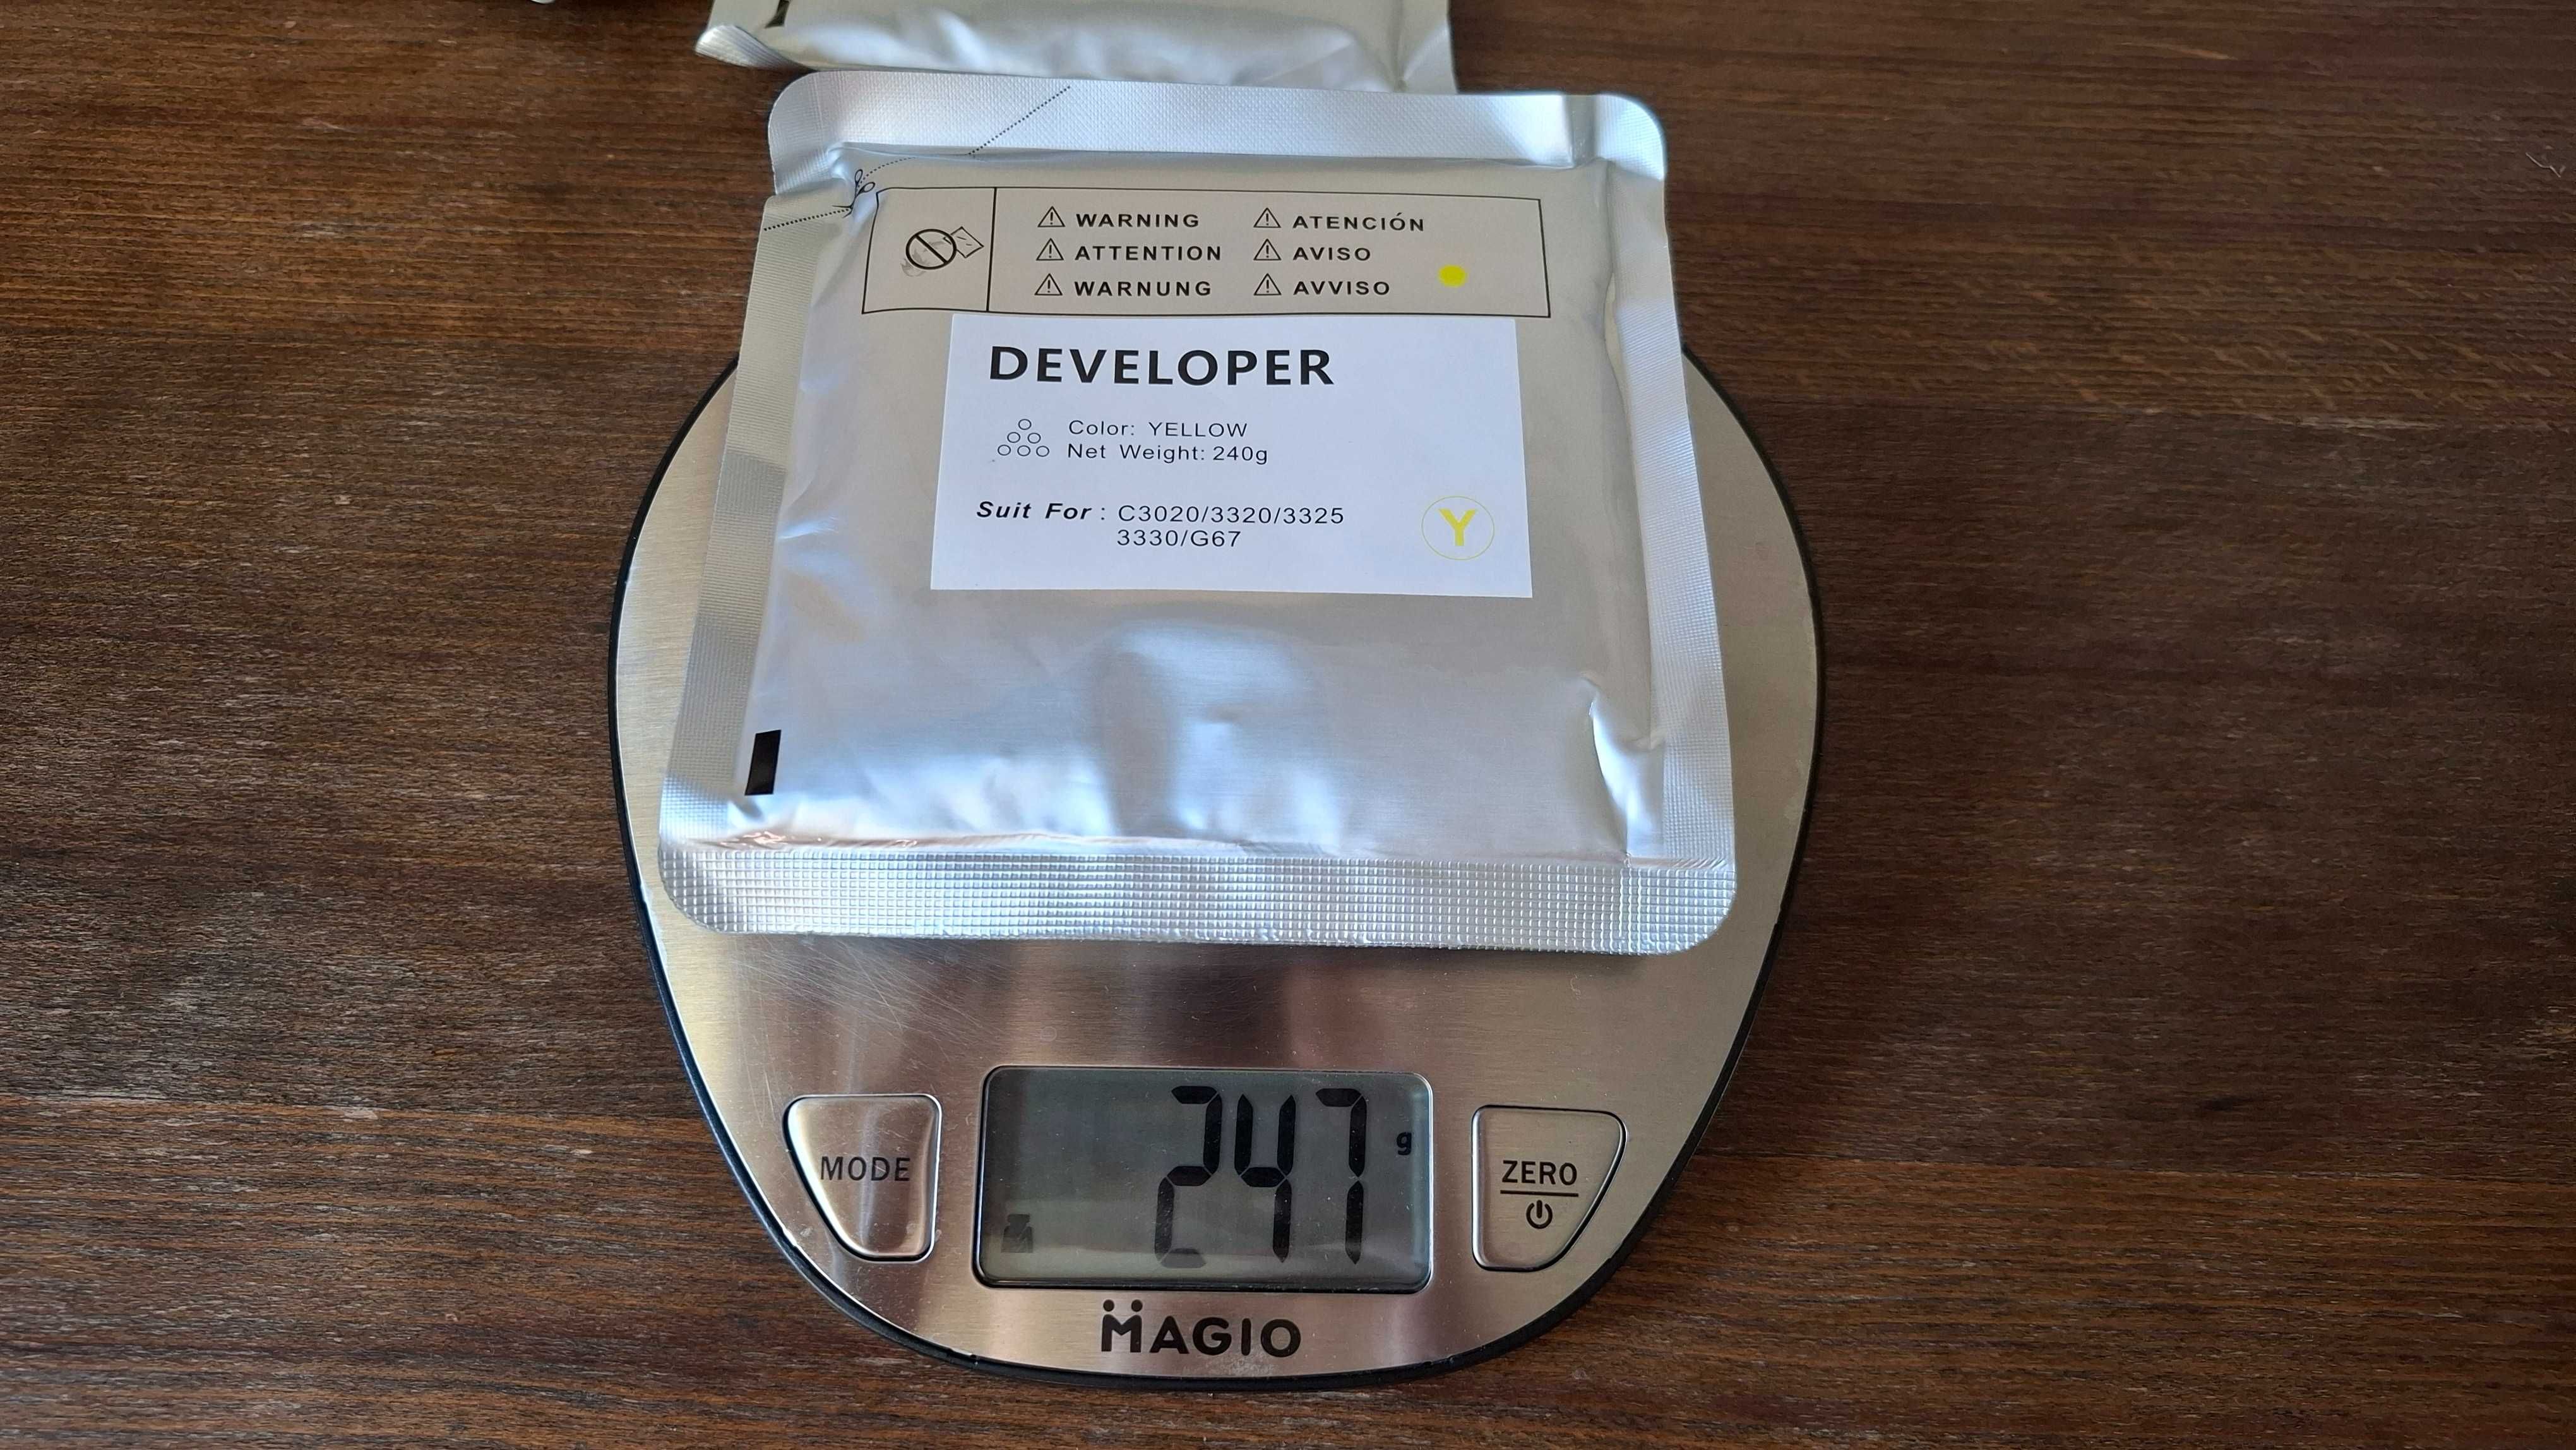 WARNING ATENCIÓN
ATTENTION AVISO
WARNUNG AVVISO
DEVELOPER
Color: YELLOW
Net Weight: 240g
Suit For : C3020/3320/3325
3330/G67
Y
MODE
247 g
ZERO
MAGIO